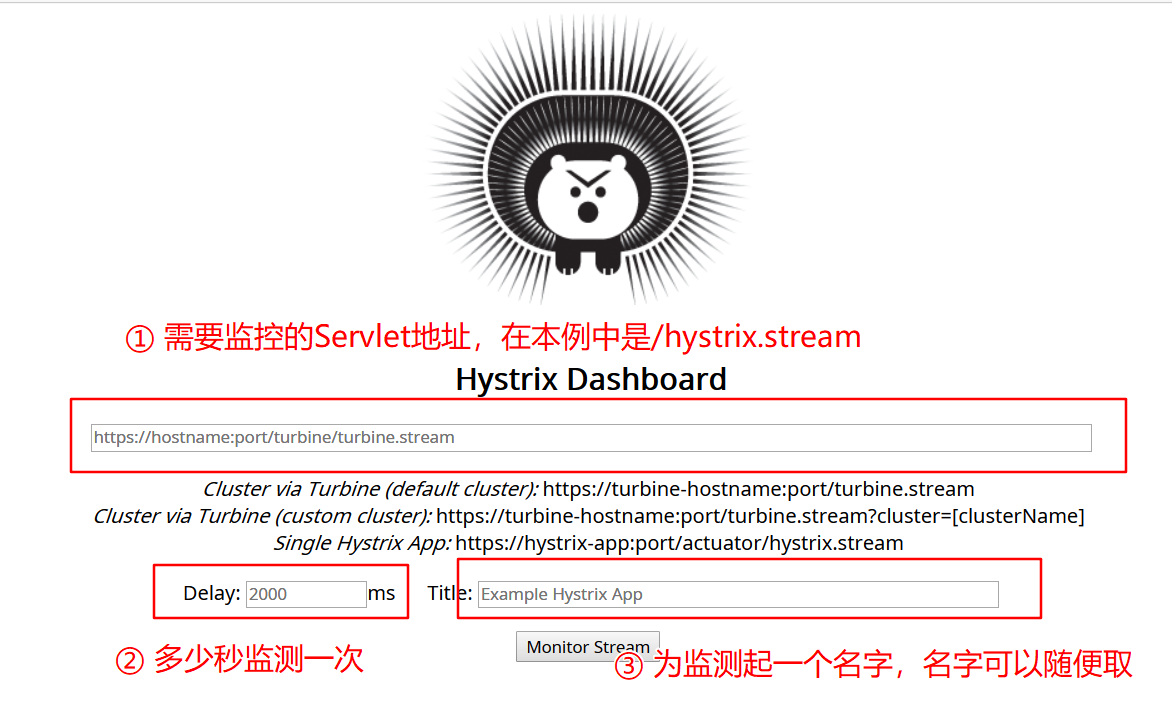 ① 需要监控的Servlet地址，在本例中是/hystrix.stream
Hystrix Dashboard
https://hostname:port/turbine/turbine.stream
Cluster via Turbine (default cluster): https://turbine-hostname:port/turbine.stream
Cluster via Turbine (custom cluster): https://turbine-hostname:port/turbine.stream?cluster=[clusterName]
Single Hystrix App: https://hystrix-app:port/actuator/hystrix.stream
Delay: 2000 ms Title: Example Hystrix App
Monitor Stream
② 多少秒监测一次
③ 为监测起一个名字，名字可以随便取